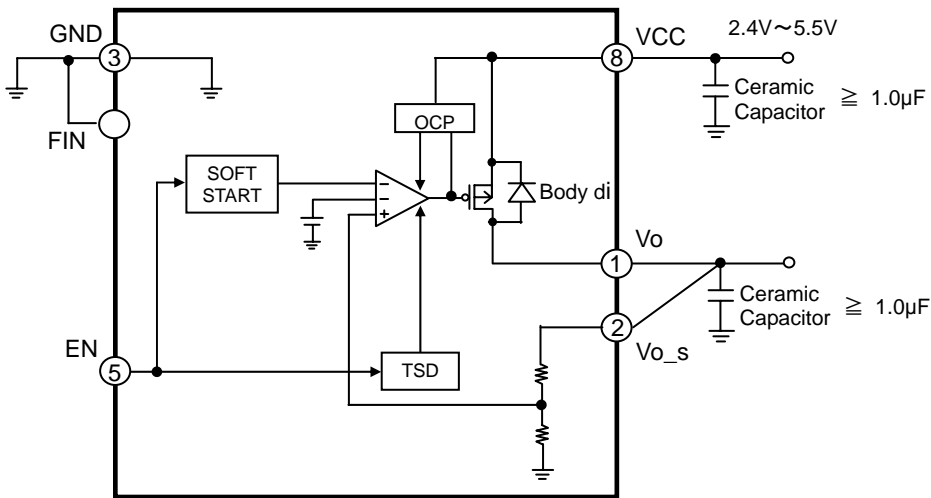 GND
3
FIN
VCC
8
2.4V～5.5V
Ceramic
Capacitor ≧ 1.0µF
OCP
SOFT
START
−
−
+
Body di
Vo
1
Ceramic
Capacitor ≧ 1.0µF
2
Vo_s
EN
5
TSD